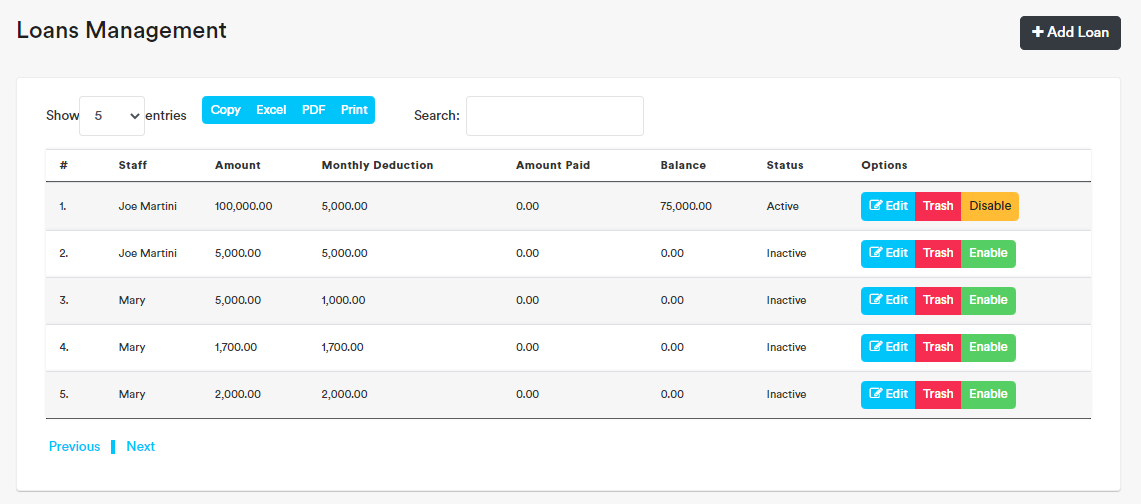 Loans Management
Add Loan
Show 5 entries Copy Excel PDF Print Search:
# Staff Amount Monthly Deduction Amount Paid Balance Status Options
1. Joe Martini 100,000.00 5,000.00 0.00 75,000.00 Active Edit Trash Disable
2. Joe Martini 5,000.00 5,000.00 0.00 0.00 Inactive Edit Trash Enable
3. Mary 5,000.00 1,000.00 0.00 0.00 Inactive Edit Trash Enable
4. Mary 1,700.00 1,700.00 0.00 0.00 Inactive Edit Trash Enable
5. Mary 2,000.00 2,000.00 0.00 0.00 Inactive Edit Trash Enable
Previous Next